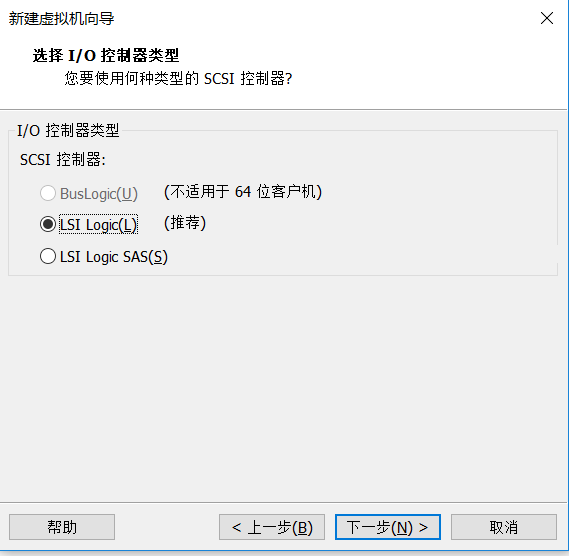 新建虚拟机向导
选择 I/O 控制器类型
您要使用何种类型的 SCSI 控制器?
I/O 控制器类型
SCSI 控制器:
BusLogic(U) (不适用于 64 位客户机)
LSI Logic(L) (推荐)
LSI Logic SAS(S)
帮助 < 上一步(B) 下一步(N) > 取消